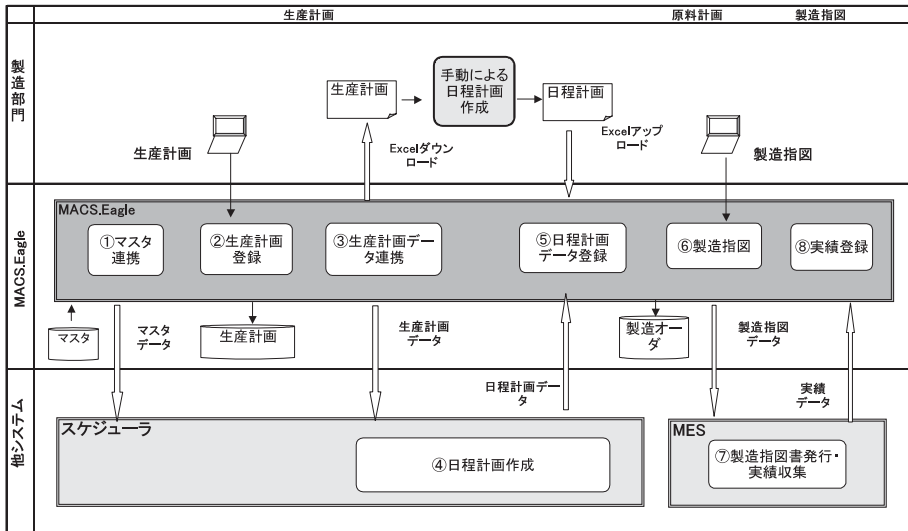 生産計画
原料計画
製造指図
製造部門
生産計画
手動による
日程計画
作成
日程計画
生産計画
Excelダウン
ロード
Excelアップ
ロード
製造指図
MACS.Eagle
MACS.Eagle
①マスタ
連携
②生産計画
登録
③生産計画デー
タ連携
⑤日程計画
データ登録
⑥製造指図
⑧実績登録
マスタ
マスタ
データ
生産計画
生産計画
データ
日程計画デー
タ
製造オー
ダ
製造指図
データ
実績
データ
他システム
スケジューラ
④日程計画作成
MES
⑦製造指図書発行・
実績収集